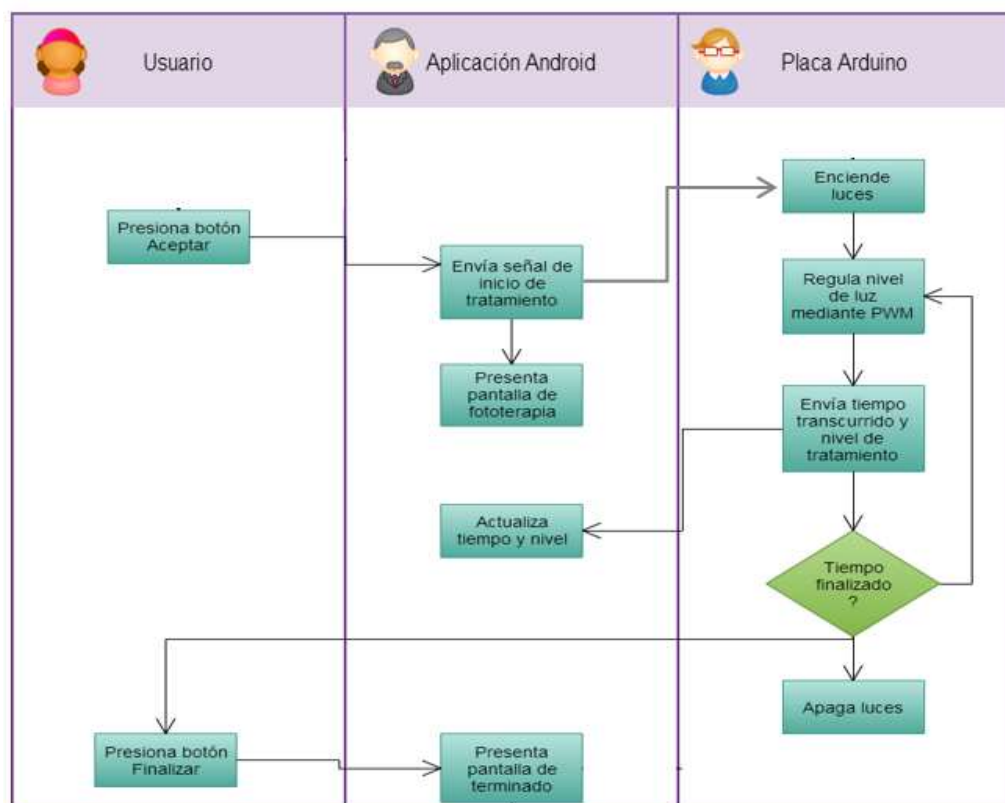 Usuario
Aplicación Android
Placa Arduino
Enciende
luces
Presiona botón
Aceptar
Envía señal de
inicio de
tratamiento
Regula nivel
de luz
mediante PWM
Presenta
pantalla de
fototerapia
Envía tiempo
transcurrido y
nivel de
tratamiento
Actualiza
tiempo y nivel
Tiempo
finalizado
?
Apaga luces
Presiona botón
Finalizar
Presenta
pantalla de
terminado